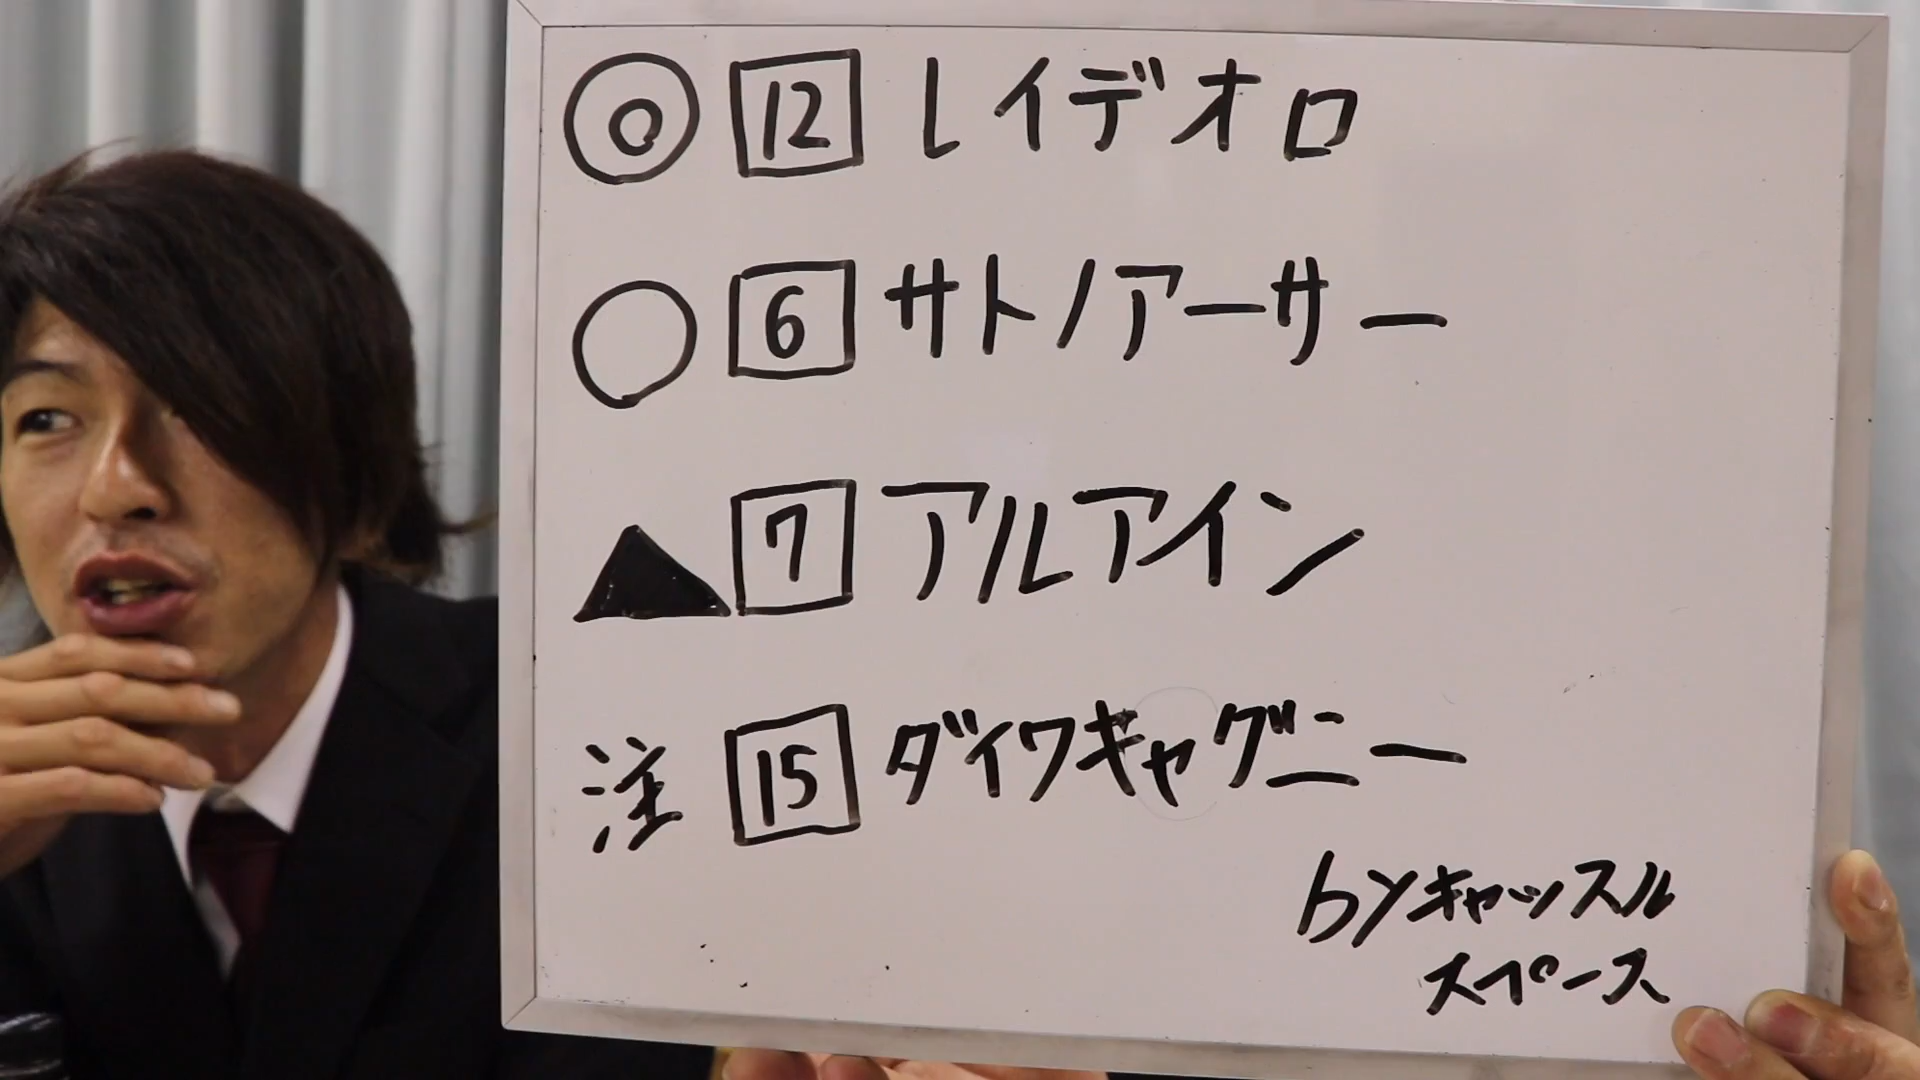 ◎ 12 レイデオロ
○ 6 サトノアーサー
▲ 7 アルアイン
注 15 ダイワギャグニー
byキャッスル
スペース